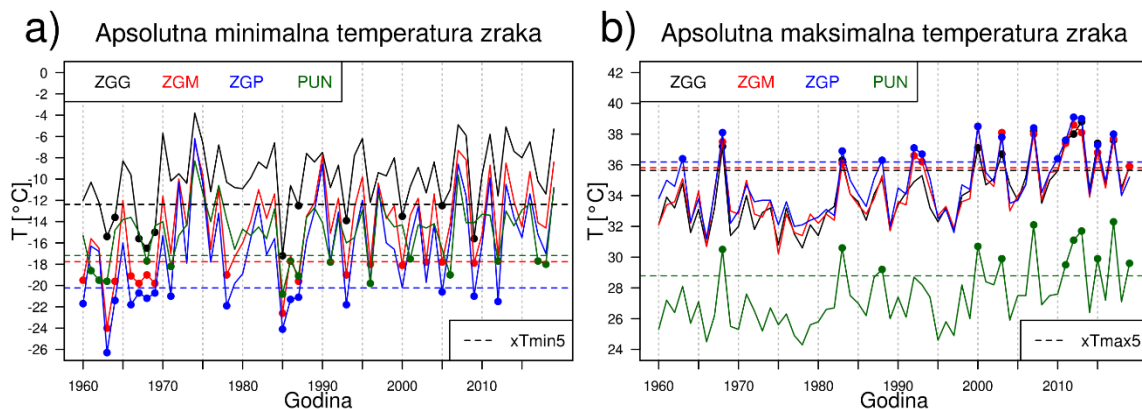 a) Apsolutna minimalna temperatura zraka
ZGG ZGM ZGP PUN
T [°C]
0
-2
-4
-6
-8
-10
-12
-14
-16
-18
-20
-22
-24
-26
xTmin5
1960 1970 1980 1990 2000 2010
Godina
b) Apsolutna maksimalna temperatura zraka
ZGG ZGM ZGP PUN
T [°C]
42
40
38
36
34
32
30
28
26
24
xTmax5
1960 1970 1980 1990 2000 2010
Godina